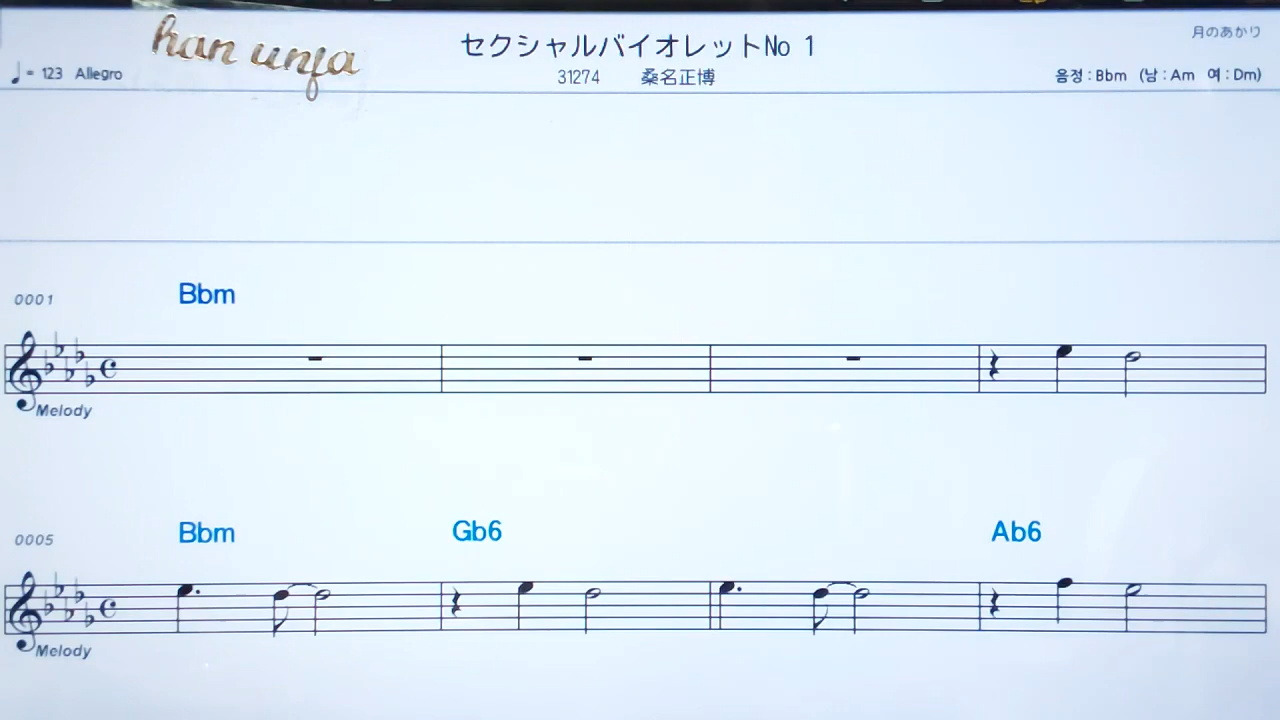 han unfa
セクシャルバイオレットNo 1
月のあかり
♩= 123 Allegro
31274 桑名正博
음정:Bbm (남:Am 여:Dm)
0001
Bbm
Melody
0005
Bbm Gb6 Ab6
Melody